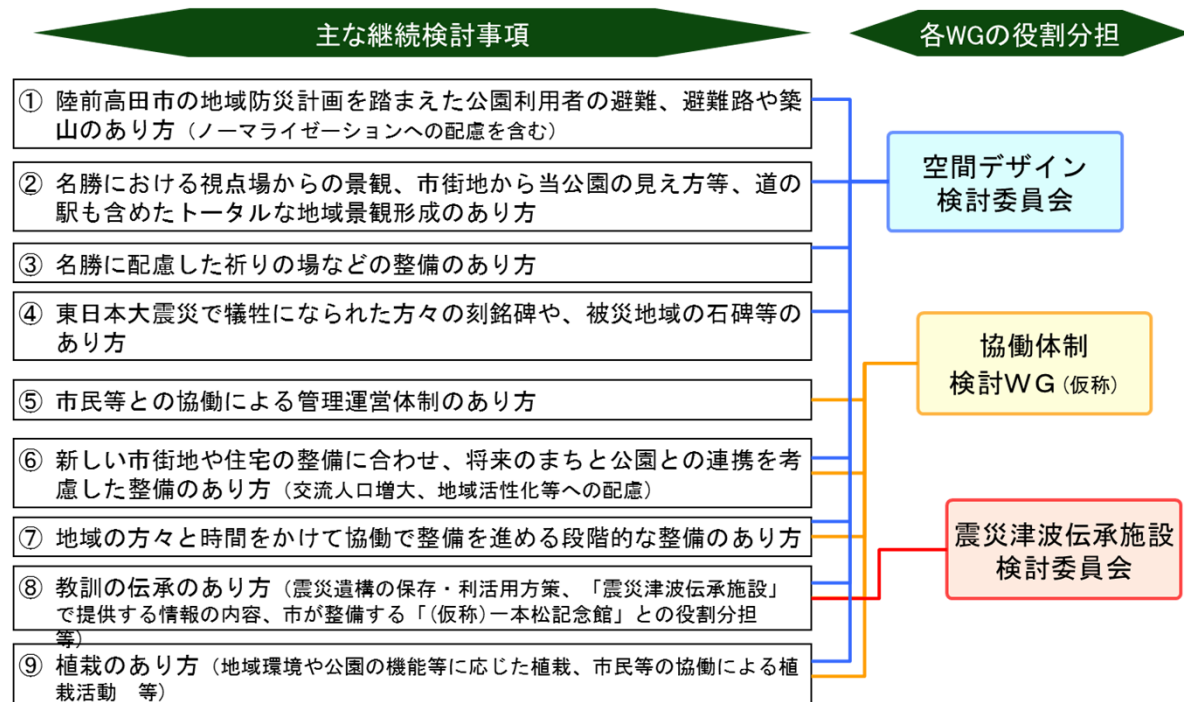 主な継続検討事項
各WGの役割分担
① 陸前高田市の地域防災計画を踏まえた公園利用者の避難、避難路や築
山のあり方（ノーマライゼーションへの配慮を含む）
② 名勝における視点場からの景観、市街地から当公園の見え方等、道の
駅も含めたトータルな地域景観形成のあり方
③ 名勝に配慮した祈りの場などの整備のあり方
④ 東日本大震災で犠牲になられた方々の刻銘碑や、被災地域の石碑等の
あり方
⑤ 市民等との協働による管理運営体制のあり方
⑥ 新しい市街地や住宅の整備に合わせ、将来のまちと公園との連携を考
慮した整備のあり方（交流人口増大、地域活性化等への配慮）
⑦ 地域の方々と時間をかけて協働で整備を進める段階的な整備のあり方
⑧ 教訓の伝承のあり方（震災遺構の保存・利活用方策、「震災津波伝承施設」
で提供する情報の内容、市が整備する「(仮称)一本松記念館」との役割分担
等）
⑨ 植栽のあり方（地域環境や公園の機能等に応じた植栽、市民等の協働による植
栽活動　等）
空間デザイン
検討委員会
協働体制
検討ＷＧ(仮称)
震災津波伝承施設
検討委員会